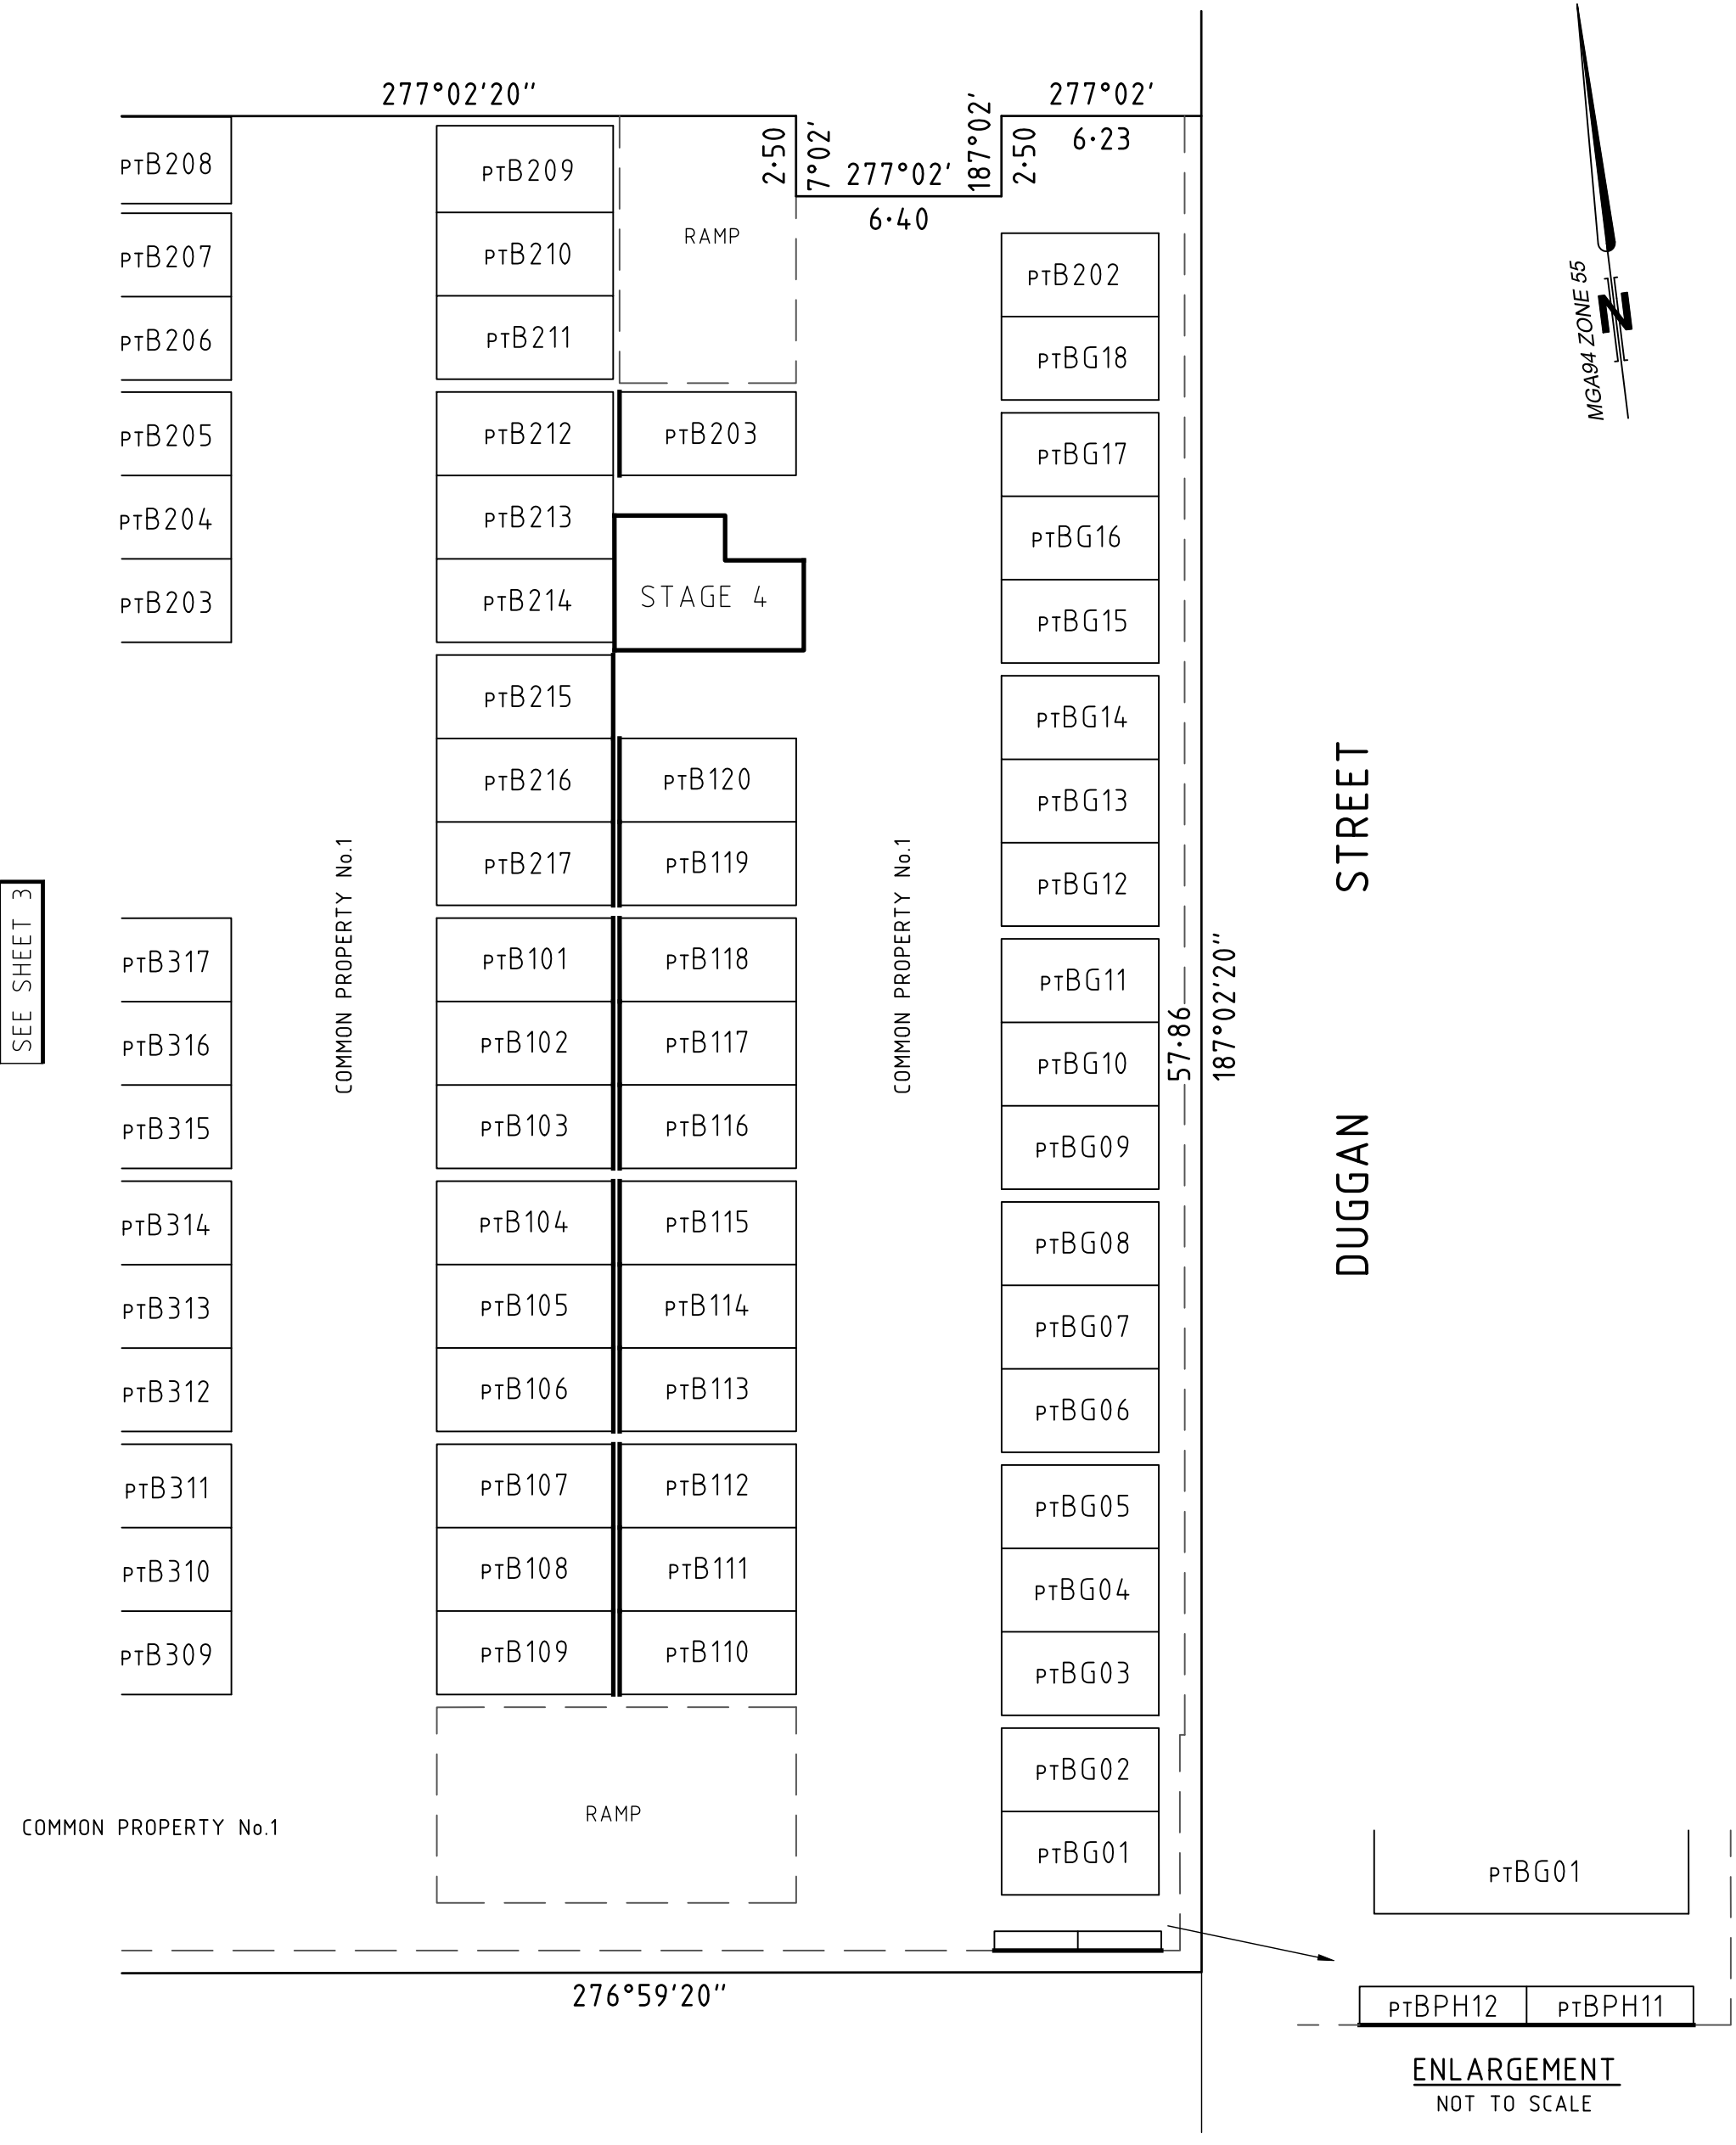 277°02'20"
277°02'
2·50
7°02'
277°02'
187°02'
2·50
6·23
6·40
MGA94 ZONE 55
N
PTB208
PTB207
PTB206
PTB205
PTB204
PTB203
PTB209
PTB210
PTB211
PTB212
PTB213
PTB214
PTB215
PTB216
PTB217
RAMP
PTB203
STAGE 4
PTB120
PTB119
PTB202
PTBG18
PTBG17
PTBG16
PTBG15
PTBG14
PTBG13
PTBG12
SEE SHEET 3
COMMON PROPERTY No.1
COMMON PROPERTY No.1
PTB317
PTB316
PTB315
PTB314
PTB313
PTB312
PTB311
PTB310
PTB309
PTB101
PTB102
PTB103
PTB104
PTB105
PTB106
PTB107
PTB108
PTB109
PTB118
PTB117
PTB116
PTB115
PTB114
PTB113
PTB112
PTB111
PTB110
PTBG11
PTBG10
PTBG09
PTBG08
PTBG07
PTBG06
PTBG05
PTBG04
PTBG03
PTBG02
PTBG01
57·86
187°02'20"
DUGGAN STREET
RAMP
COMMON PROPERTY No.1
276°59'20"
PTBG01
PTBPH12
PTBPH11
ENLARGEMENT
NOT TO SCALE